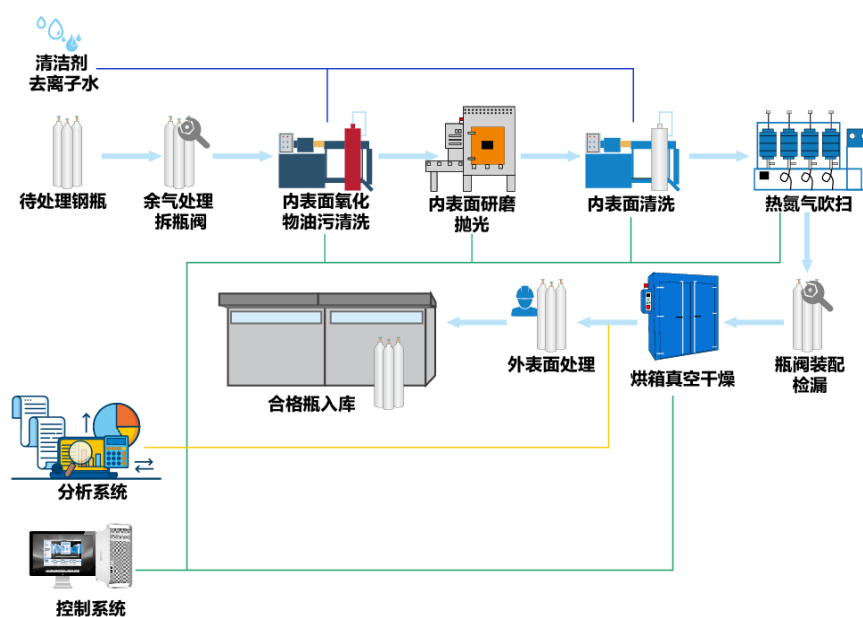 清洁剂
去离子水
待处理钢瓶
余气处理
拆瓶阀
内表面氧化
物油污清洗
内表面研磨
抛光
内表面清洗
热氮气吹扫
瓶阀装配
检漏
烘箱真空干燥
外表面处理
合格瓶入库
分析系统
控制系统